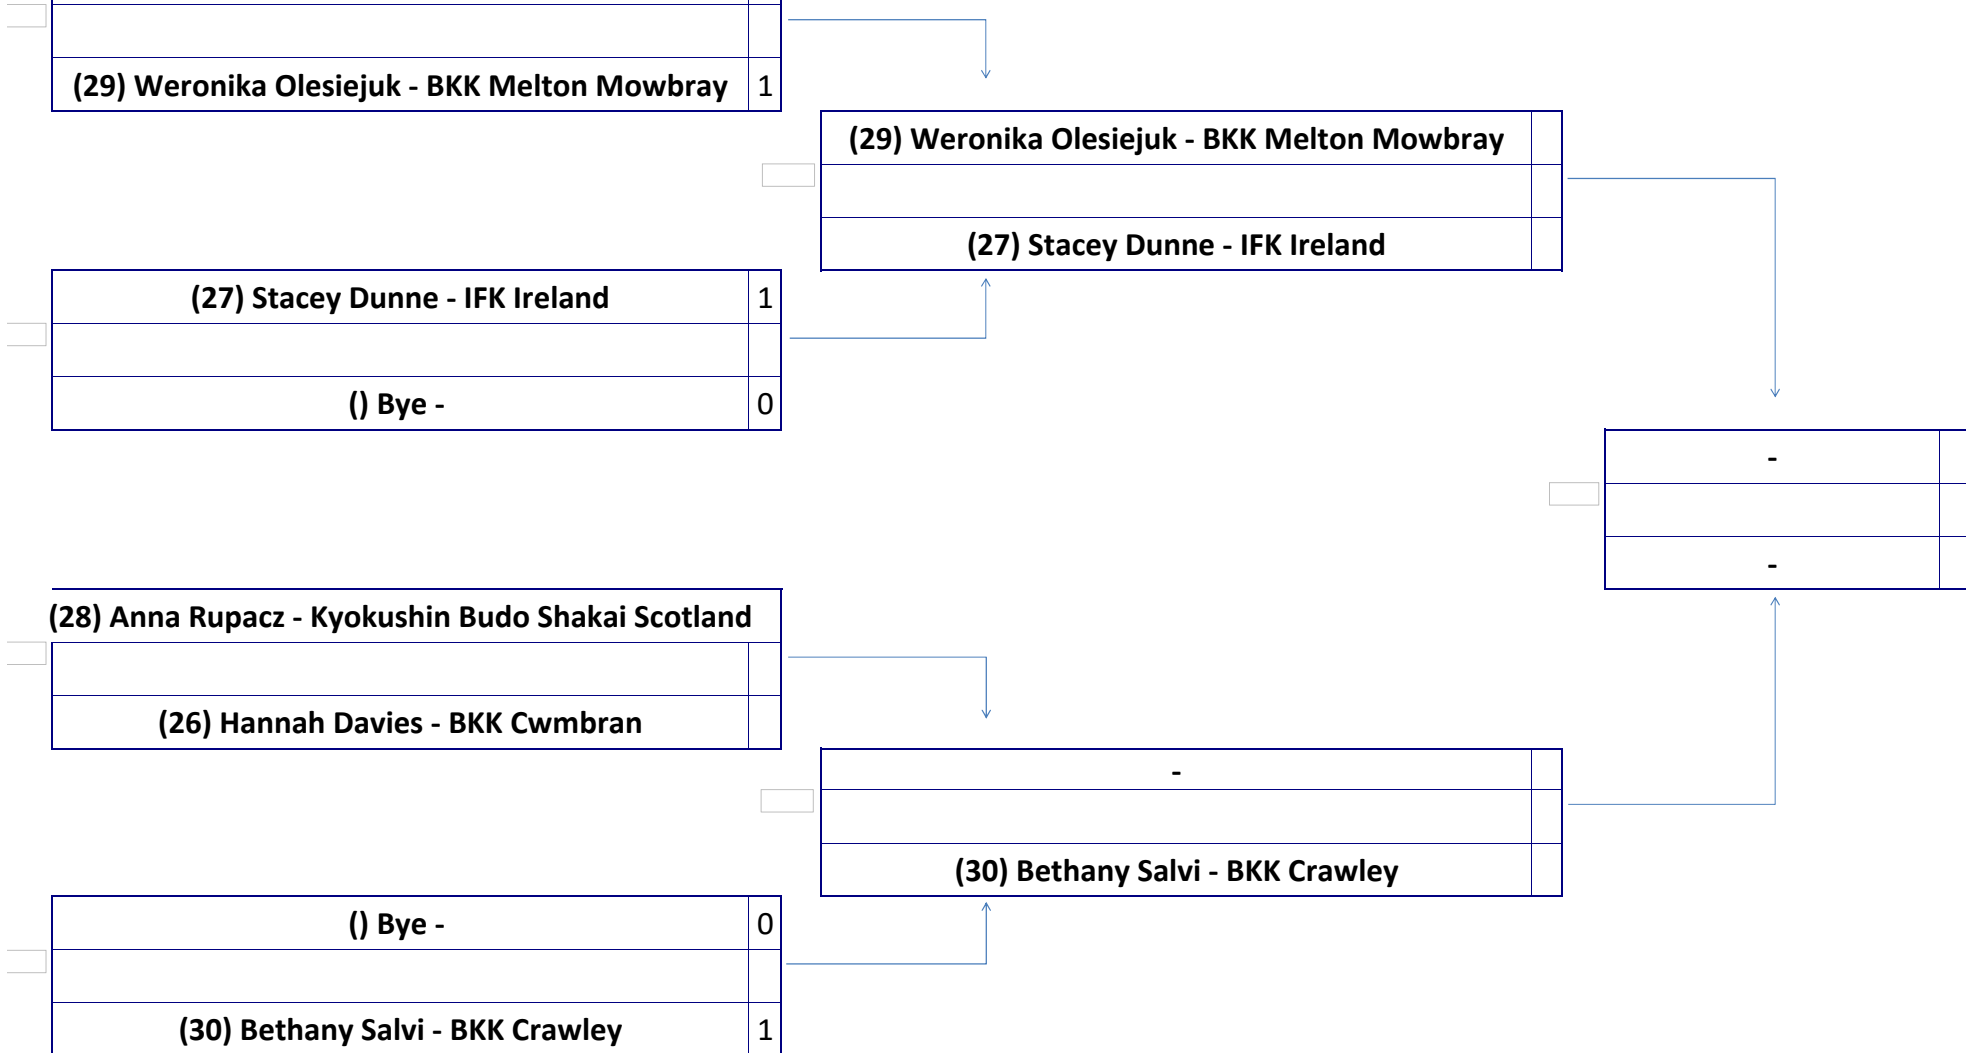 (29) Weronika Olesiejuk - BKK Melton Mowbray 1
(29) Weronika Olesiejuk - BKK Melton Mowbray
(27) Stacey Dunne - IFK Ireland
(27) Stacey Dunne - IFK Ireland 1
() Bye - 0
-
-
(28) Anna Rupacz - Kyokushin Budo Shakai Scotland
(26) Hannah Davies - BKK Cwmbran
-
(30) Bethany Salvi - BKK Crawley
() Bye - 0
(30) Bethany Salvi - BKK Crawley 1